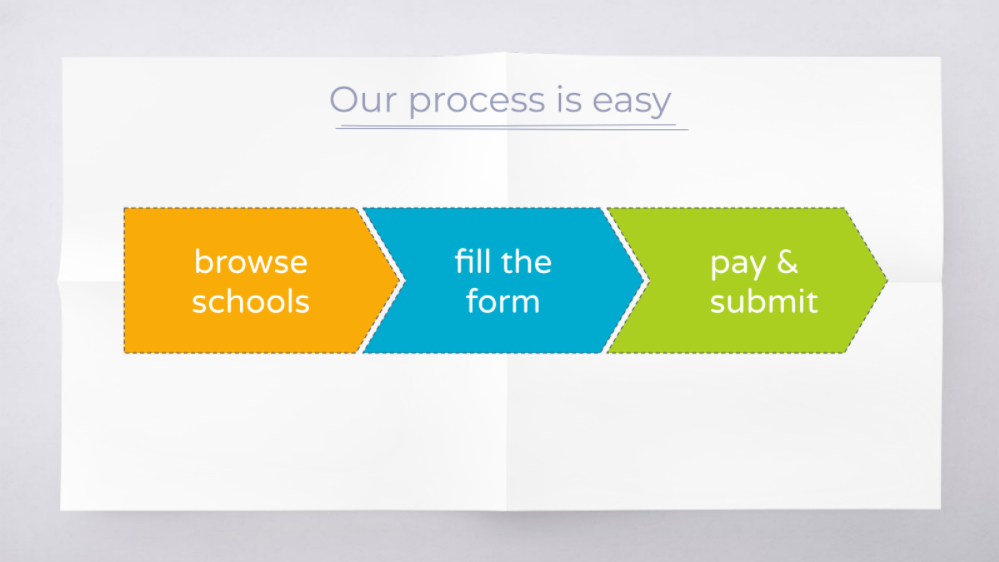 Our process is easy
browse
schools
fill the
form
pay &
submit